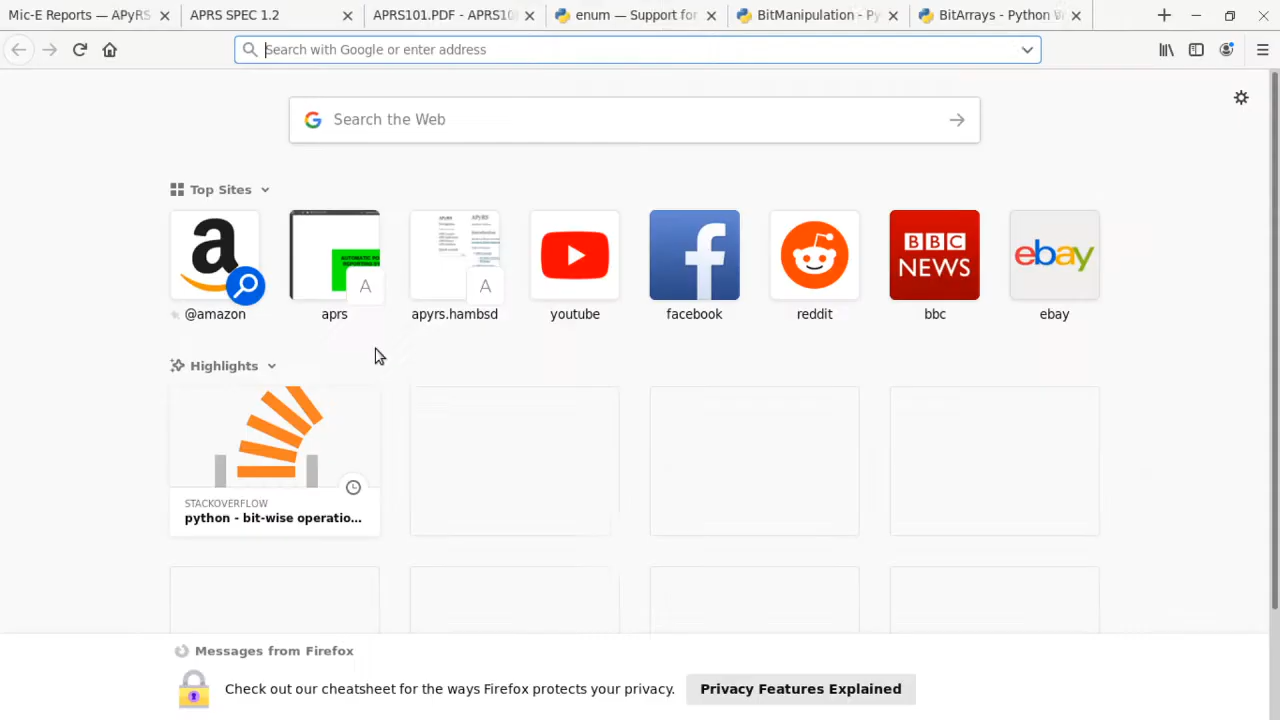 Mic-E Reports — APyRS
APRS SPEC 1.2
APRS101.PDF - APRS10
enum — Support for
BitManipulation - Py
BitArrays - Python W
Search with Google or enter address
Search the Web
Top Sites
a
A
A
f
BBC
NEWS
ebay
@amazon
aprs
apyrs.hambsd
youtube
facebook
reddit
bbc
ebay
Highlights
STACKOVERFLOW
python - bit-wise operatio...
Messages from Firefox
Check out our cheatsheet for the ways Firefox protects your privacy.
Privacy Features Explained